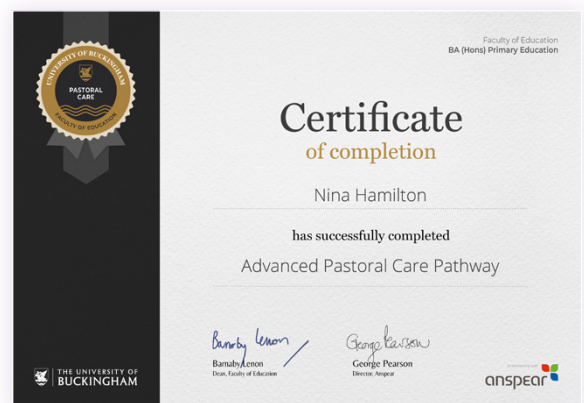 Faculty of Education
BA (Hons) Primary Education
UNIVERSITY OF BUCKINGHAM
PASTORAL
CARE
FACULTY OF EDUCATION
Certificate
of completion
Nina Hamilton
has successfully completed
Advanced Pastoral Care Pathway
Barnaby Lenon
George Pearson
Barnaby Lenon
Dean, Faculty of Education
George Pearson
Director, Anspear
THE UNIVERSITY OF
BUCKINGHAM
anspear